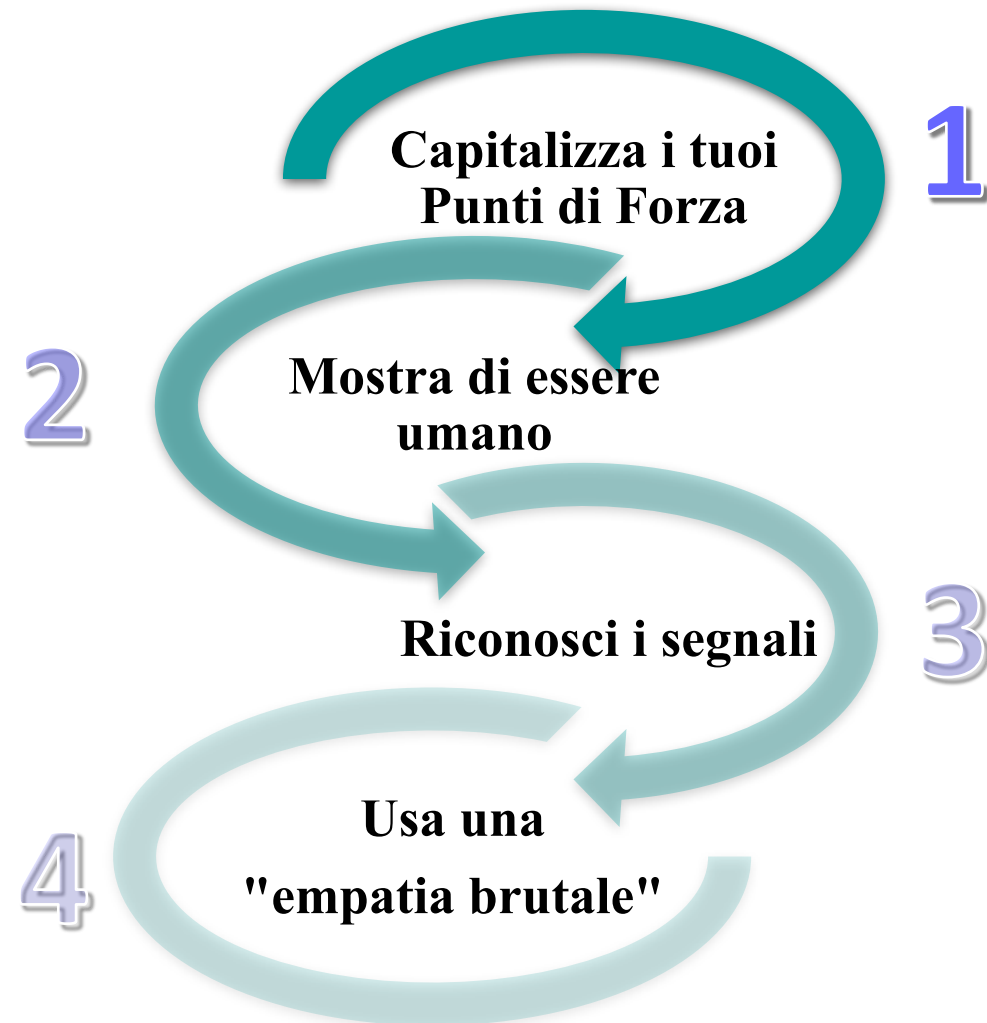 Capitalizza i tuoi
Punti di Forza
1
Mostra di essere
umano
2
Riconosci i segnali
3
Usa una
"empatia brutale"
4